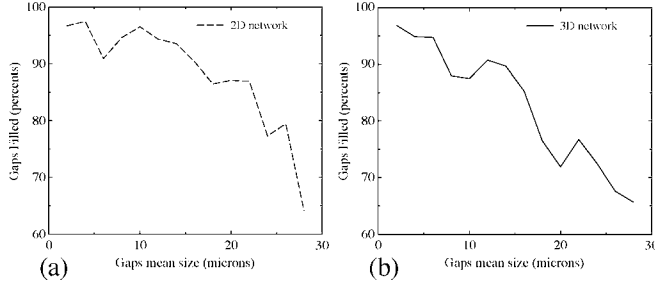 100
90
80
70
60
Gaps Filled (percents)
2D network
0
10
20
30
Gaps mean size (microns)
(a)
100
90
80
70
60
Gaps Filled (percents)
3D network
0
10
20
30
Gaps mean size (microns)
(b)